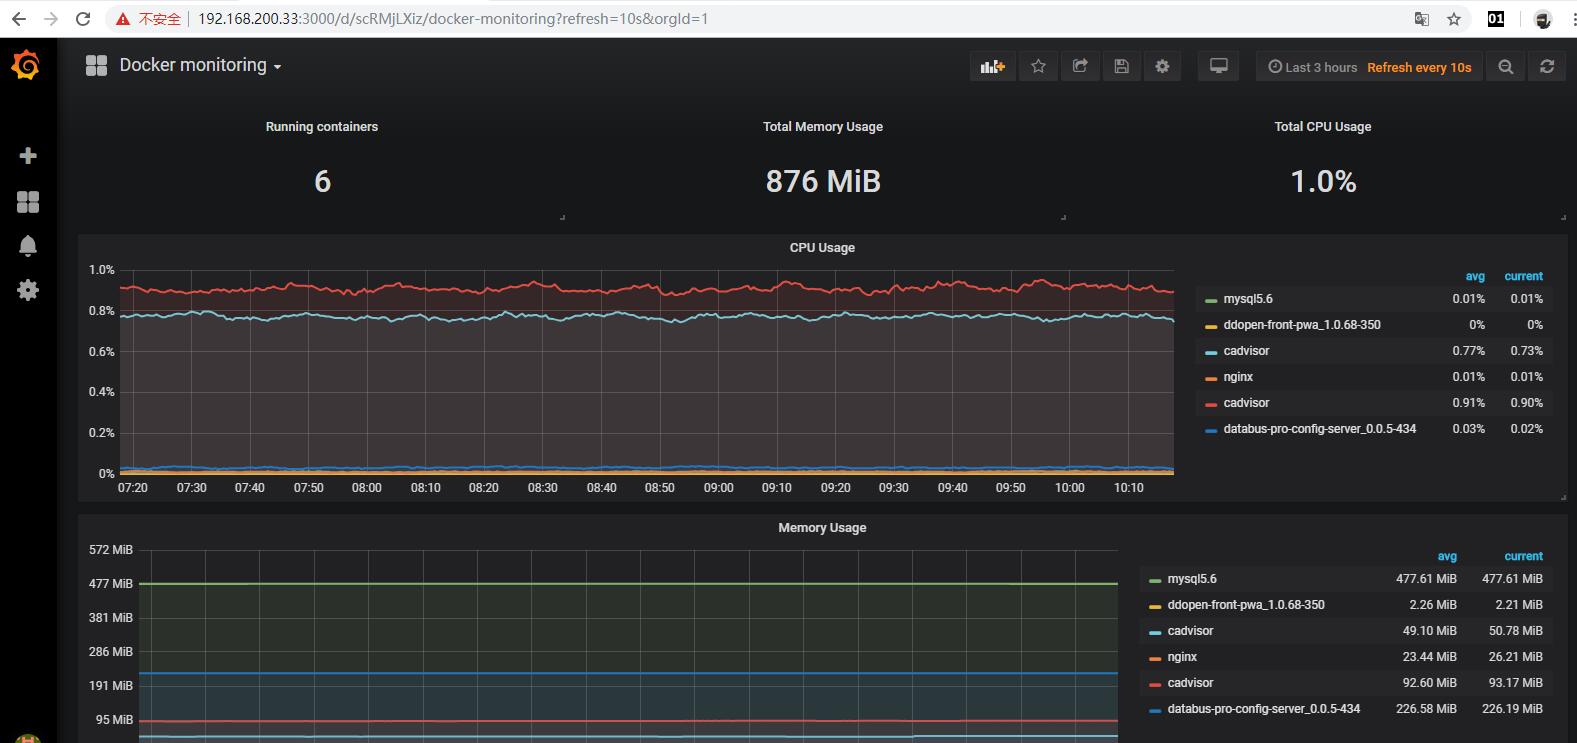 不安全 192.168.200.33:3000/d/scRMjLXiz/docker-monitoring?refresh=10s&orgId=1
01
Docker monitoring
Last 3 hours Refresh every 10s
Running containers Total Memory Usage Total CPU Usage
6 876 MiB 1.0%
CPU Usage
1.0%
0.8%
0.6%
0.4%
0.2%
0%
07:20 07:30 07:40 07:50 08:00 08:10 08:20 08:30 08:40 08:50 09:00 09:10 09:20 09:30 09:40 09:50 10:00 10:10
avg current
mysql5.6 0.01% 0.01%
ddopen-front-pwa_1.0.68-350 0% 0%
cadvisor 0.77% 0.73%
nginx 0.01% 0.01%
cadvisor 0.91% 0.90%
databus-pro-config-server_0.0.5-434 0.03% 0.02%
Memory Usage
572 MiB
477 MiB
381 MiB
286 MiB
191 MiB
95 MiB
avg current
mysql5.6 477.61 MiB 477.61 MiB
ddopen-front-pwa_1.0.68-350 2.26 MiB 2.21 MiB
cadvisor 49.10 MiB 50.78 MiB
nginx 23.44 MiB 26.21 MiB
cadvisor 92.60 MiB 93.17 MiB
databus-pro-config-server_0.0.5-434 226.58 MiB 226.19 MiB